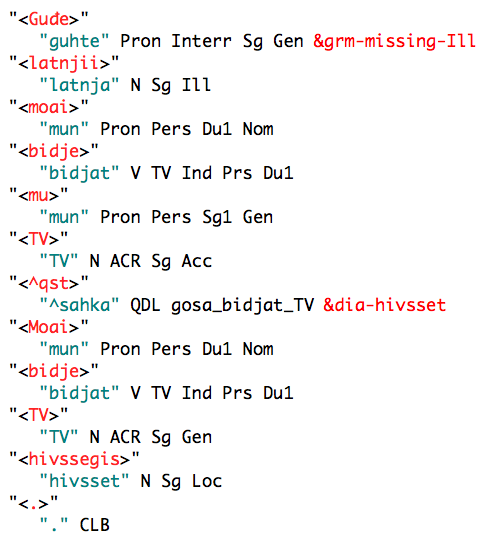 "<Guđe>"
"guhte" Pron Interr Sg Gen &grm-missing-Ill
"<latnjii>"
"latnja" N Sg Ill
"<moai>"
"mun" Pron Pers Du1 Nom
"<bidje>"
"bidjat" V TV Ind Prs Du1
"<mu>"
"mun" Pron Pers Sg1 Gen
"<TV>"
"TV" N ACR Sg Acc
"<^qst>"
"^sahka" QDL gosa_bidjat_TV &dia-hivsset
"<Moai>"
"mun" Pron Pers Du1 Nom
"<bidje>"
"bidjat" V TV Ind Prs Du1
"<TV>"
"TV" N ACR Sg Gen
"<hivssegis>"
"hivsset" N Sg Loc
"<.>"
"." CLB